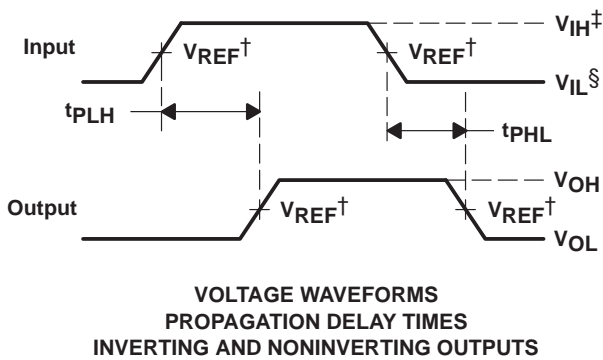 VIH‡
Input
VREF†
VREF†
VIL§
tPLH
tPHL
VOH
Output
VREF†
VREF†
VOL
VOLTAGE WAVEFORMS
PROPAGATION DELAY TIMES
INVERTING AND NONINVERTING OUTPUTS